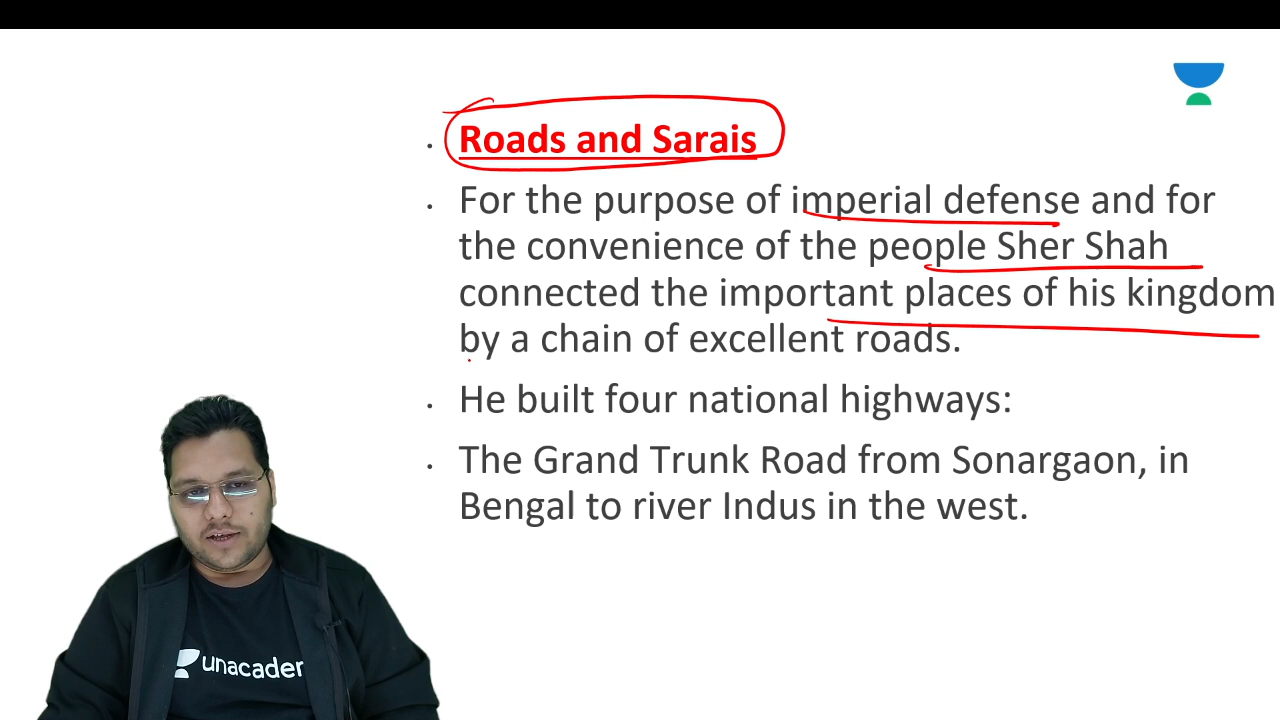 Roads and Sarais
For the purpose of imperial defense and for
the convenience of the people Sher Shah
connected the important places of his kingdom
by a chain of excellent roads.
He built four national highways:
The Grand Trunk Road from Sonargaon, in
Bengal to river Indus in the west.
unacader